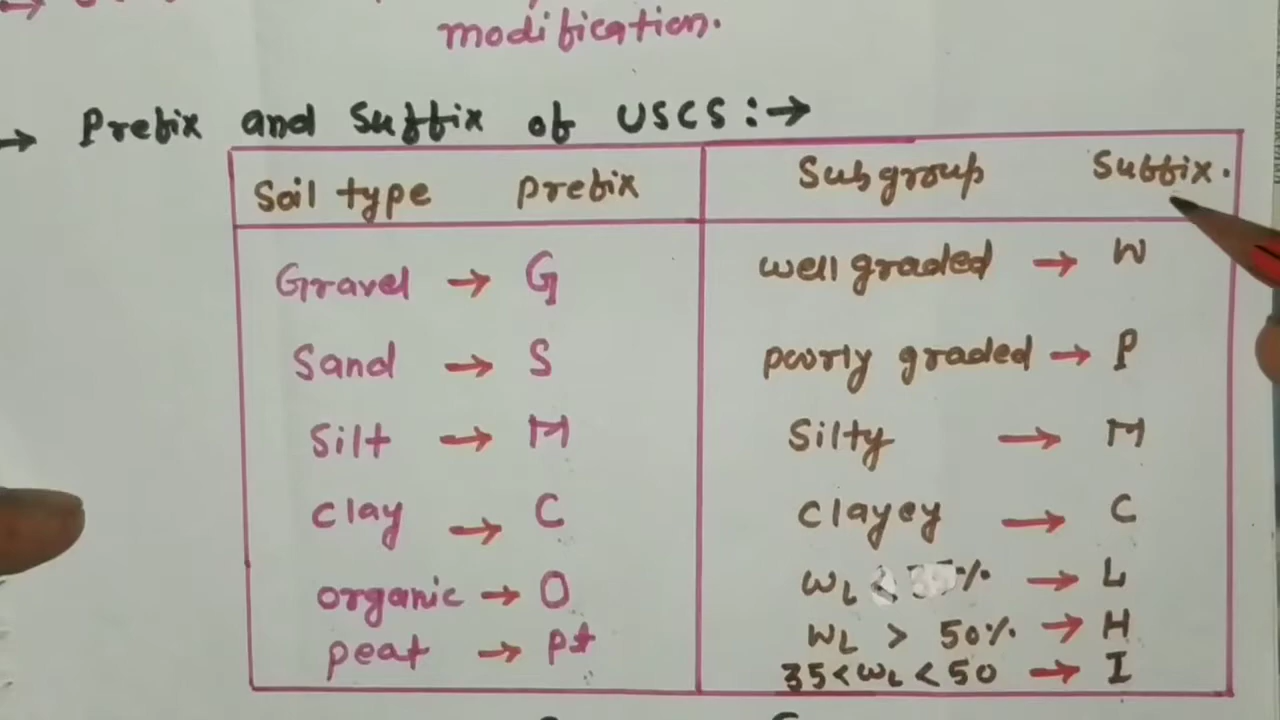 modification.
→ Prefix and Suffix of USCS:→
Soil type Prefix Subgroup Suffix.
Gravel → G well graded → W
Sand → S poorly graded → P
Silt → M Silty → M
Clay → C Clayey → C
organic → O WL < 35% → L
peat → Pt WL > 50% → H
35<WL<50 → I